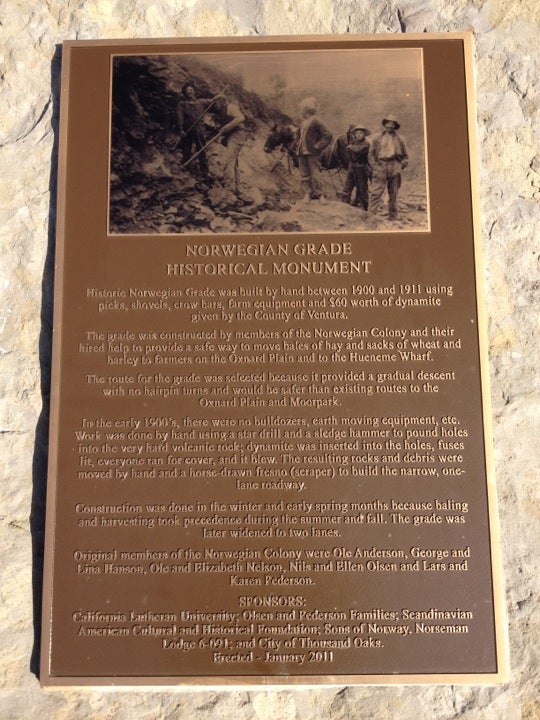 NORWEGIAN GRADE
HISTORICAL MONUMENT
Historic Norwegian Grade was built by hand between 1900 and 1911 using
picks, shovels, crow bars, farm equipment and $60 worth of dynamite
given by the County of Ventura.
The grade was constructed by members of the Norwegian Colony and their
hired help to provide a safe way to move bales of hay and sacks of wheat and
barley to farmers on the Oxnard Plain and to the Hueneme Wharf.
The route for the grade was selected because it provided a gradual descent
with no hairpin turns and would be safer than existing routes to the
Oxnard Plain and Moorpark.
In the early 1900's, there were no bulldozers, earth moving equipment, etc.
Work was done by hand using a star drill and a sledge hammer to pound holes
into the very hard volcanic rock; dynamite was inserted into the holes, fuses
lit, everyone ran for cover, and it blew. The resulting rocks and debris were
moved by hand and a horse-drawn fresno (scraper) to build the narrow, one-
lane roadway.
Construction was done in the winter and early spring months because baling
and harvesting took precedence during the summer and fall. The grade was
later widened to two lanes.
Original members of the Norwegian Colony were Ole Anderson, George and
Lina Hanson, Ole and Elizabeth Nelson, Nils and Ellen Olsen and Lars and
Karen Pederson.
SPONSORS:
California Lutheran University; Olsen and Pederson Families; Scandinavian
American Cultural and Historical Foundation; Sons of Norway, Norseman
Lodge 6-091; and City of Thousand Oaks.
Erected - January 2011